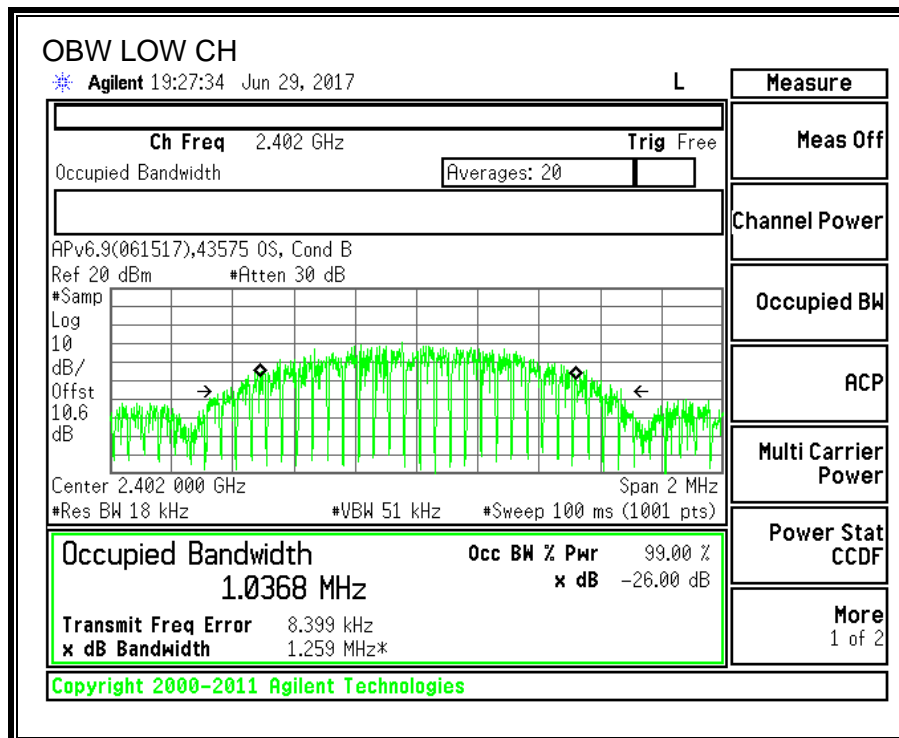 OBW LOW CH
Agilent 19:27:34 Jun 29, 2017 L
Measure
Ch Freq 2.402 GHz Trig Free
Meas Off
Occupied Bandwidth Averages: 20
Channel Power
APv6.9(061517),43575 OS, Cond B
Ref 20 dBm #Atten 30 dB
#Samp
Log
10
dB/
Offst
10.6
dB
Occupied BW
ACP
Multi Carrier
Power
Center 2.402 000 GHz Span 2 MHz
#Res BW 18 kHz #VBW 51 kHz #Sweep 100 ms (1001 pts)
Power Stat
CCDF
Occupied Bandwidth Occ BW % Pwr 99.00 %
1.0368 MHz x dB -26.00 dB
Transmit Freq Error 8.399 kHz
x dB Bandwidth 1.259 MHz*
More
1 of 2
Copyright 2000-2011 Agilent Technologies